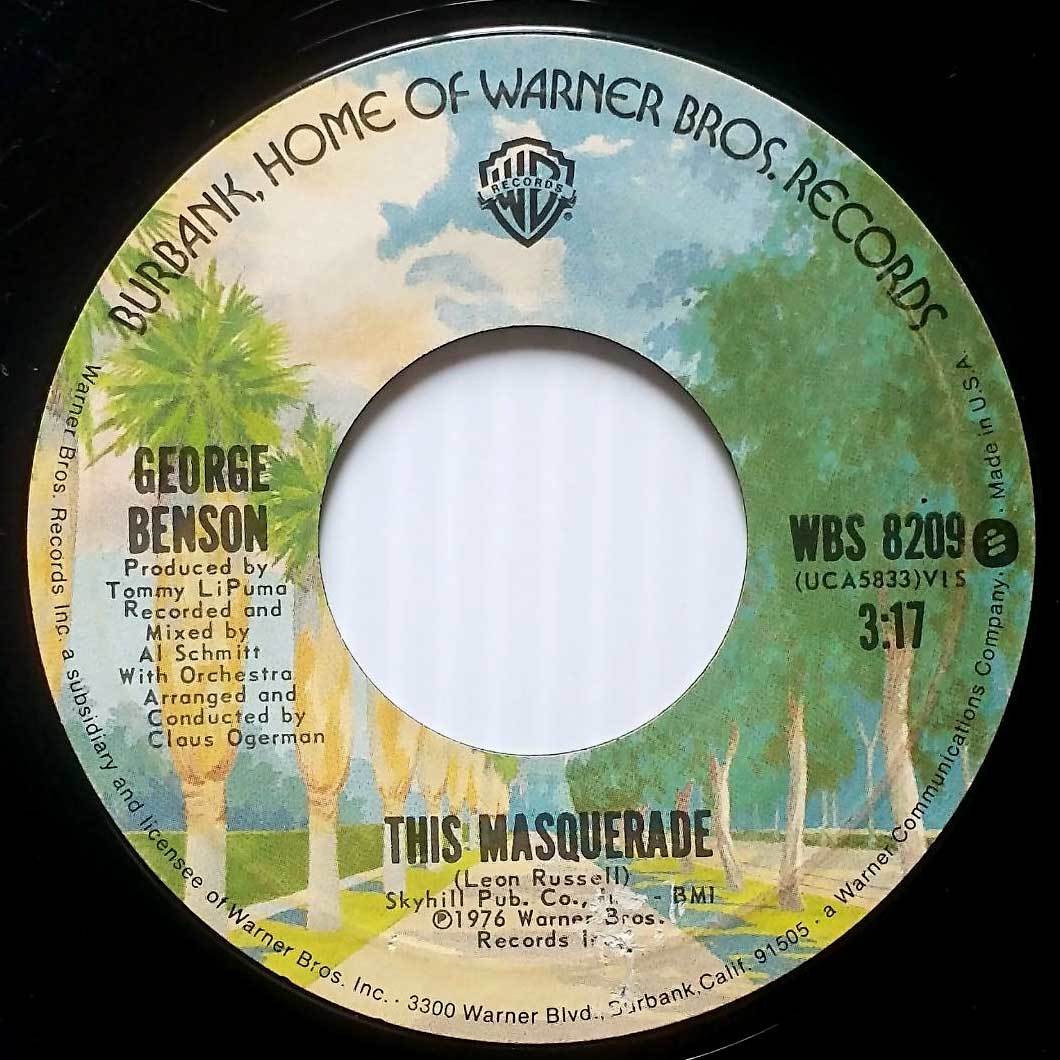 BURBANK, HOME OF WARNER BROS. RECORDS
RECORDS
GEORGE
BENSON
Produced by
Tommy LiPuma
Recorded and
Mixed by
Al Schmitt
With Orchestra
Arranged and
Conducted by
Claus Ogerman
WBS 8209
(UCA5833)V1S
3:17
THIS MASQUERADE
(Leon Russell)
Skyhill Pub. Co., - BMI
℗1976 Warner Bros.
Records
Warner Bros. Records Inc. a subsidiary and licensee of Warner Bros. Inc. · 3300 Warner Blvd., Burbank, Calif. 91505 · a Warner Communications Company. · Made in U.S.A.